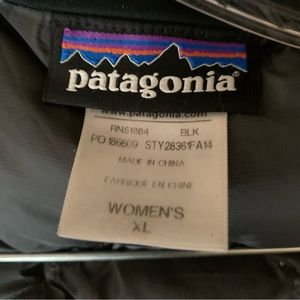 patagonia®
www.patagonia.com
RN51884 BLK
PO 186609 STY28361FA14
MADE IN CHINA
FABRIQUÉ EN CHINE
WOMEN'S
XL